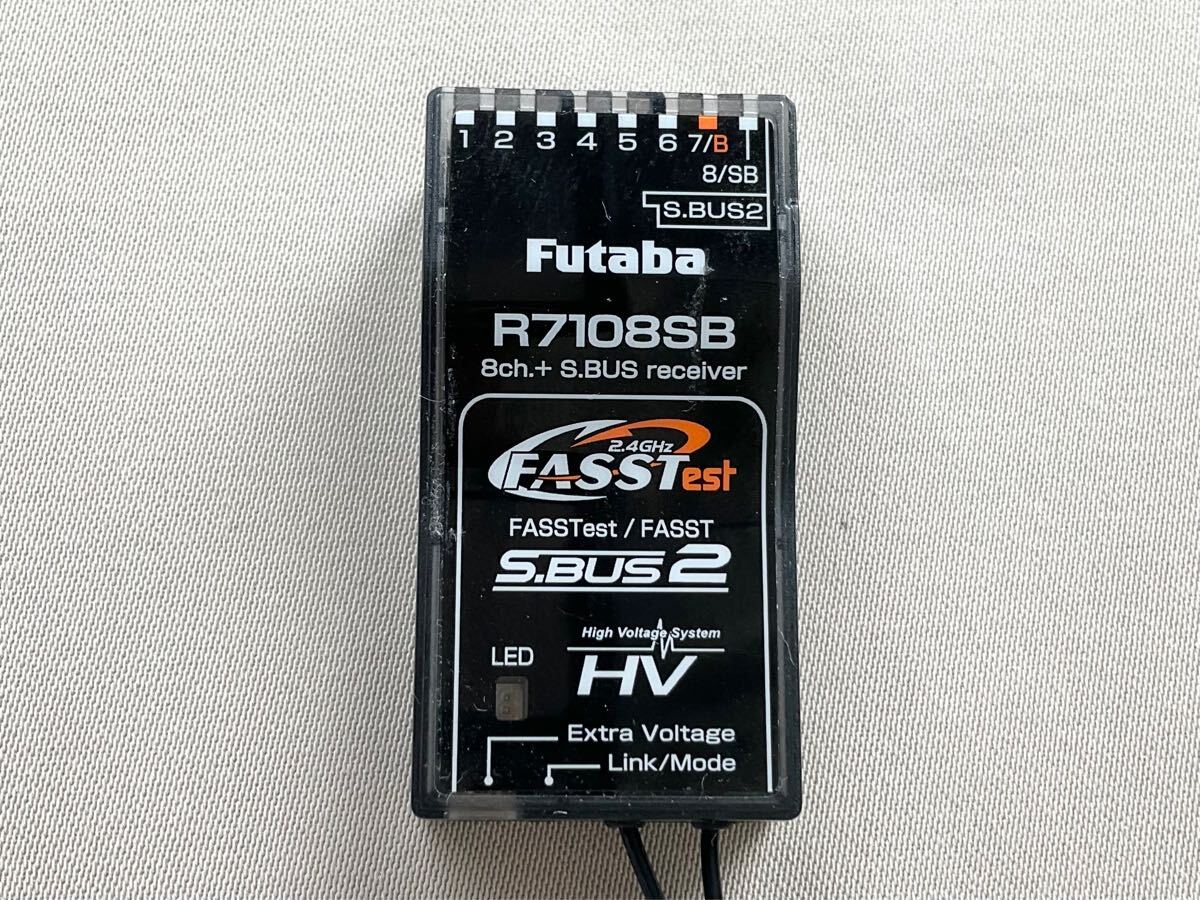 1 2 3 4 5 6 7/B
8/SB
S.BUS2
Futaba
R7108SB
8ch.+ S.BUS receiver
2.4GHz
FASSTest
FASSTest / FASST
S.BUS2
High Voltage System
LED
HV
Extra Voltage
Link/Mode